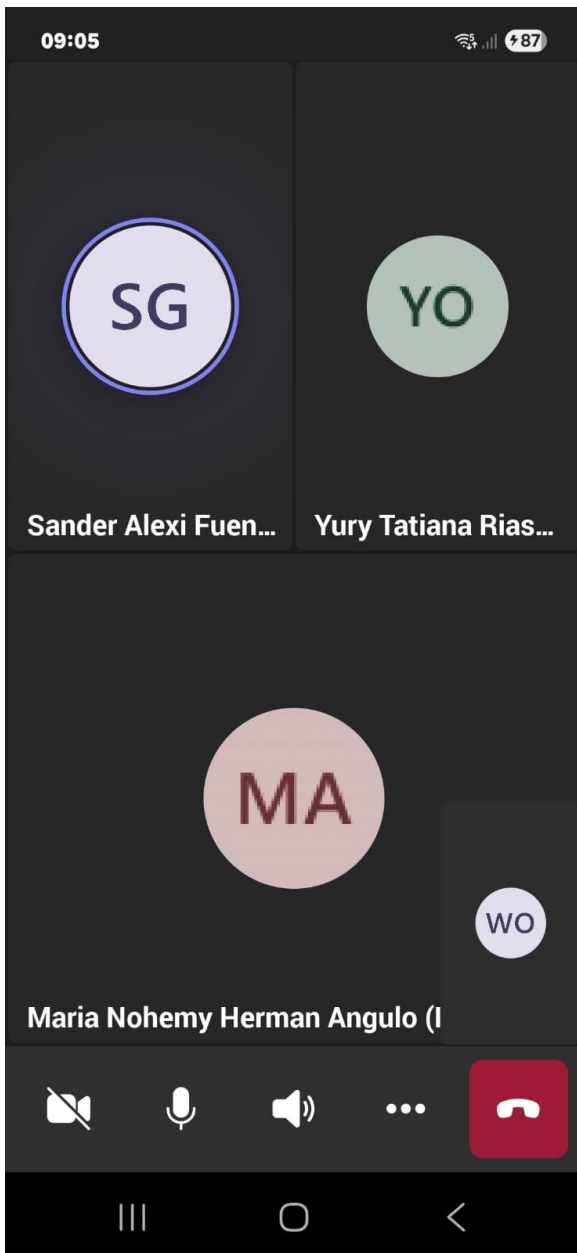 09:05
87
SG
YO
Sander Alexi Fuen...
Yury Tatiana Rias...
MA
WO
Maria Nohemy Herman Angulo (I